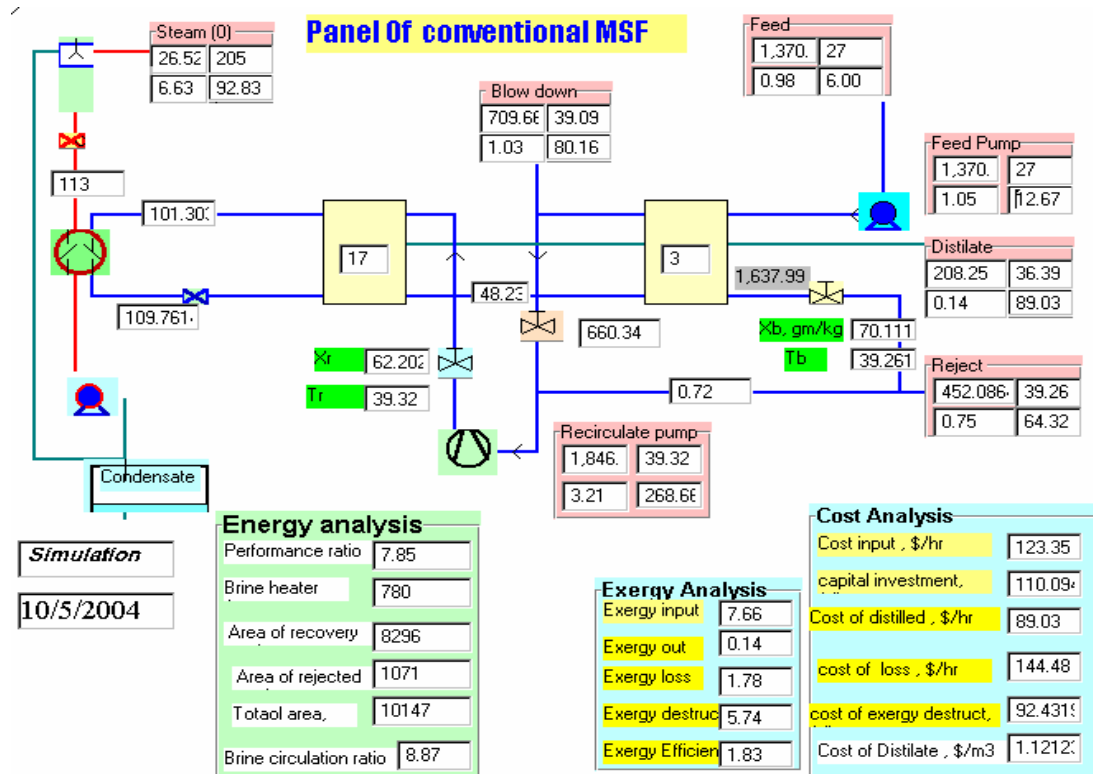 Panel Of conventional MSF
Steam (0)
26.52 205
6.63 92.83
Feed
1,370. 27
0.98 6.00
Blow down
709.66 39.09
1.03 80.16
Feed Pump
1,370. 27
1.05 12.67
113
101.30
17
3
Distilate
208.25 36.39
0.14 89.03
1,637.99
48.23
109.761
660.34
Xb, gm/kg 70.111
Tb 39.261
Xr 62.202
Tr 39.32
0.72
Reject
452.086 39.26
0.75 64.32
Recirculate pump
1,846. 39.32
3.21 268.66
Condensate
Simulation
10/5/2004
Energy analysis
Performance ratio 7.85
Brine heater 780
Area of recovery 8296
Area of rejected 1071
Totaol area, 10147
Brine circulation ratio 8.87
Exergy Analysis
Exergy input 7.66
Exergy out 0.14
Exergy loss 1.78
Exergy destruc 5.74
Exergy Efficien 1.83
Cost Analysis
Cost input , $/hr 123.35
capital investment, 110.094
Cost of distilled , $/hr 89.03
cost of loss , $/hr 144.48
cost of exergy destruct, 92.4319
Cost of Distilate , $/m3 1.1212